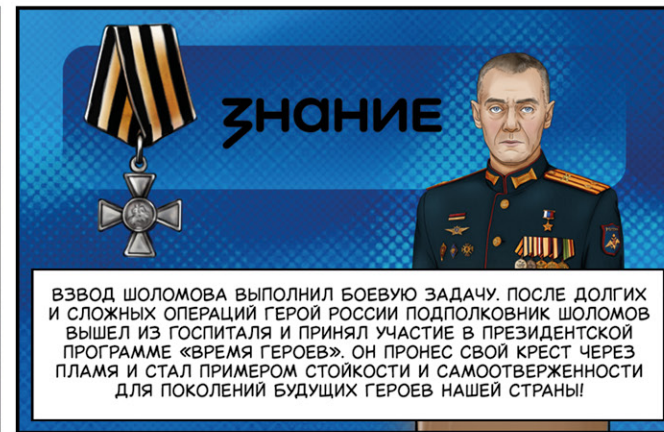 знание
ВЗВОД ШОЛОМОВА ВЫПОЛНИЛ БОЕВУЮ ЗАДАЧУ. ПОСЛЕ ДОЛГИХ
И СЛОЖНЫХ ОПЕРАЦИЙ ГЕРОЙ РОССИИ ПОДПОЛКОВНИК ШОЛОМОВ
ВЫШЕЛ ИЗ ГОСПИТАЛЯ И ПРИНЯЛ УЧАСТИЕ В ПРЕЗИДЕНТСКОЙ
ПРОГРАММЕ «ВРЕМЯ ГЕРОЕВ». ОН ПРОНЕС СВОЙ КРЕСТ ЧЕРЕЗ
ПЛАМЯ И СТАЛ ПРИМЕРОМ СТОЙКОСТИ И САМООТВЕРЖЕННОСТИ
ДЛЯ ПОКОЛЕНИЙ БУДУЩИХ ГЕРОЕВ НАШЕЙ СТРАНЫ!